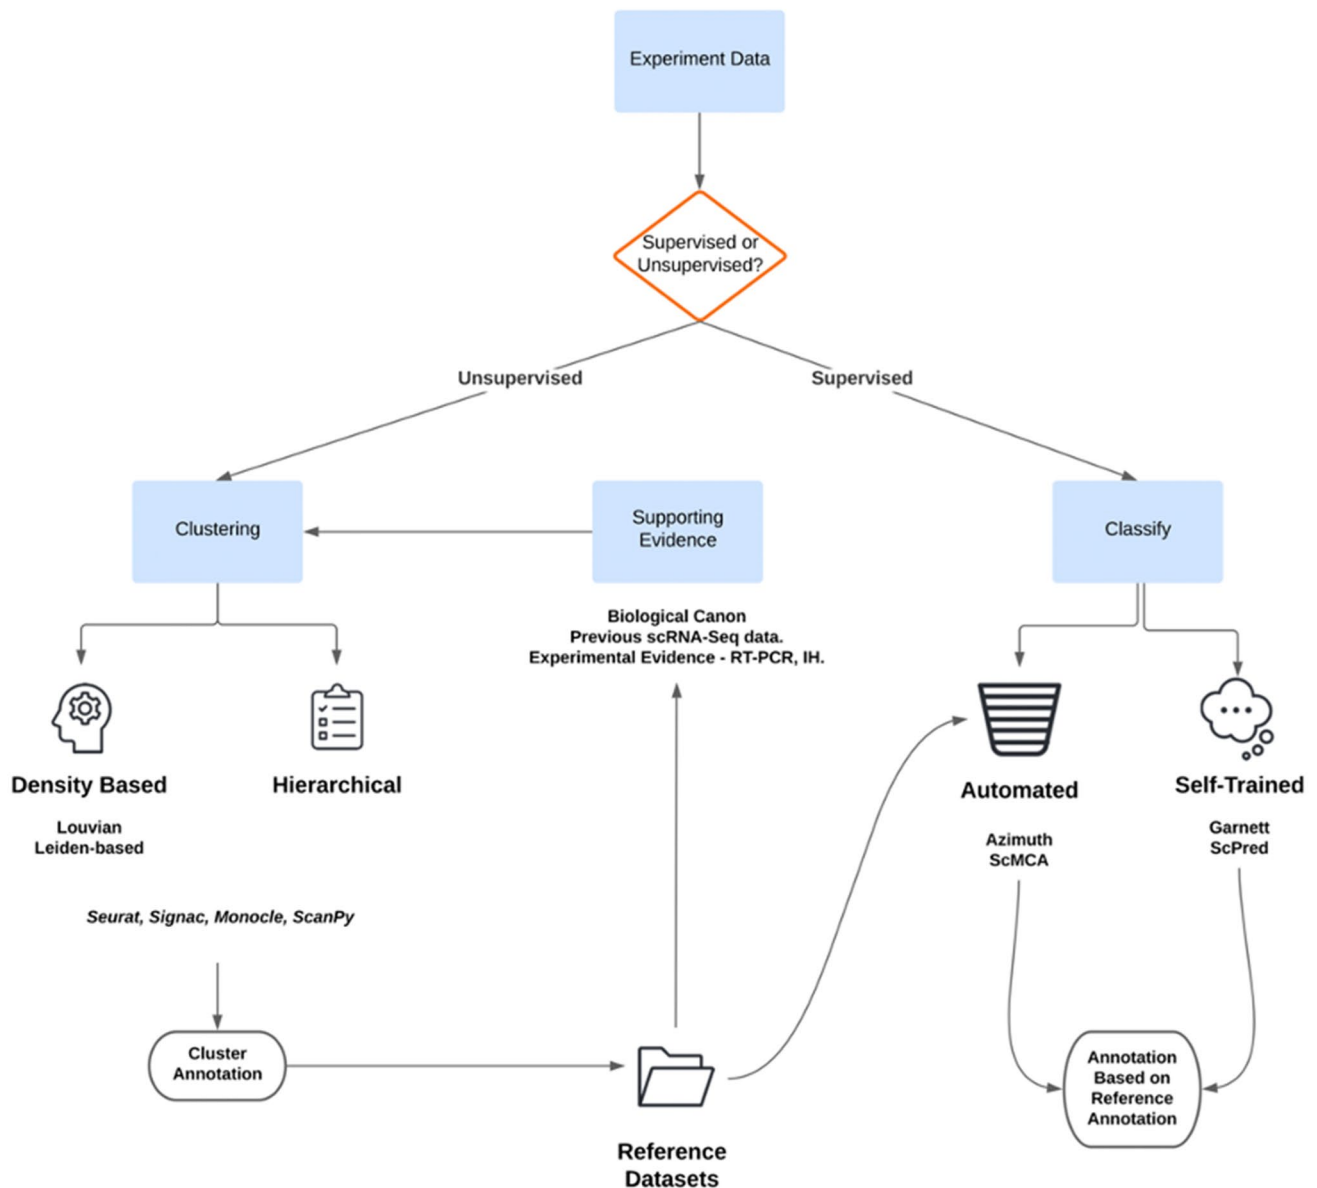 Experiment Data
Supervised or
Unsupervised?
Unsupervised
Supervised
Clustering
Supporting
Evidence
Classify
Biological Canon
Previous scRNA-Seq data.
Experimental Evidence - RT-PCR, IH.
Density Based
Hierarchical
Automated
Self-Trained
Louvian
Leiden-based
Azimuth
ScMCA
Garnett
ScPred
Seurat, Signac, Monocle, ScanPy
Cluster
Annotation
Reference
Datasets
Annotation
Based on
Reference
Annotation